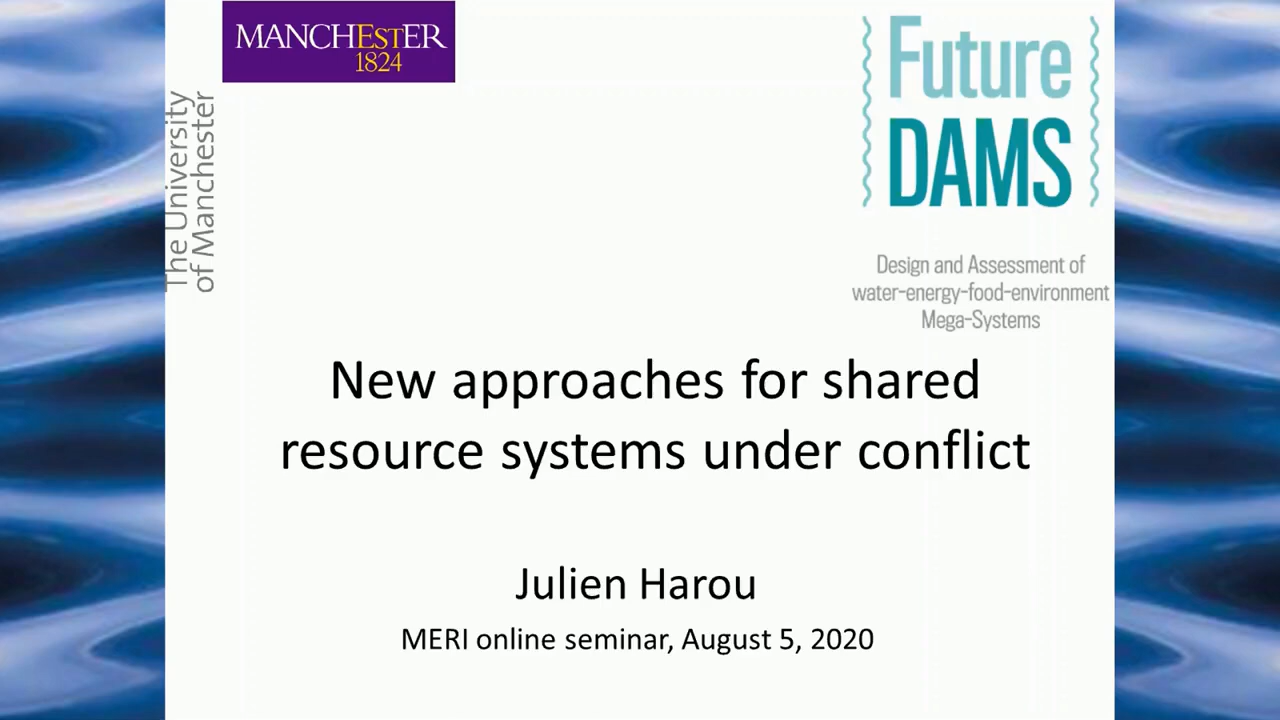 MANCHESTER
1824
The University
of Manchester
Future
DAMS
Design and Assessment of
water-energy-food-environment
Mega-Systems
New approaches for shared
resource systems under conflict
Julien Harou
MERI online seminar, August 5, 2020